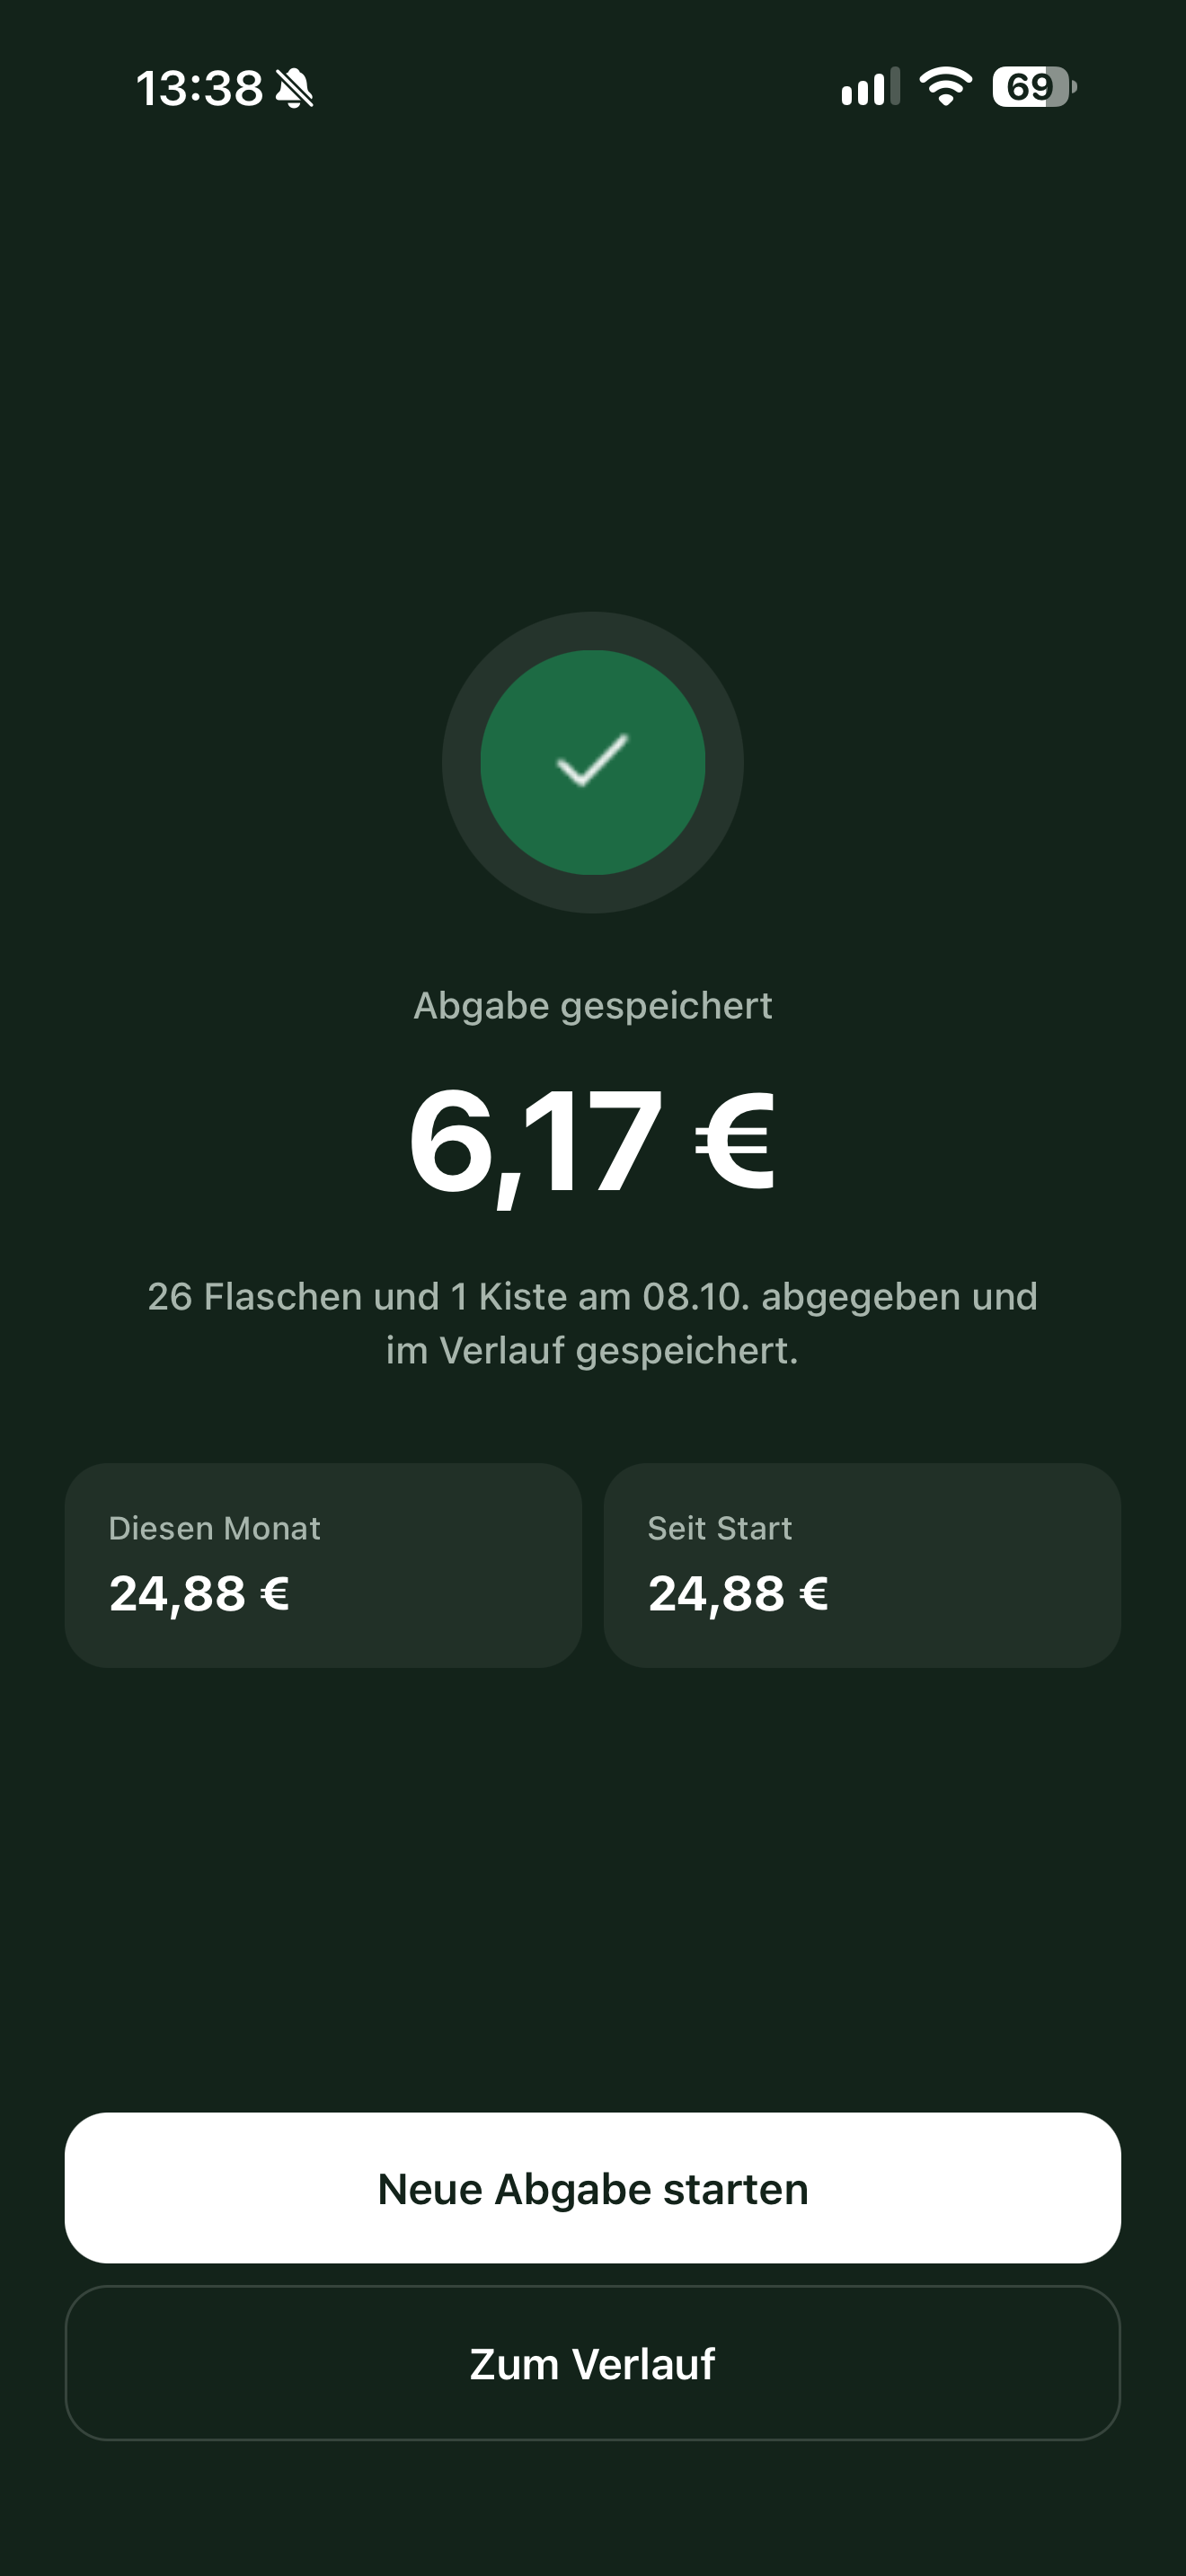 13:38
69
Abgabe gespeichert
6,17 €
26 Flaschen und 1 Kiste am 08.10. abgegeben und
im Verlauf gespeichert.
Diesen Monat
24,88 €
Seit Start
24,88 €
Neue Abgabe starten
Zum Verlauf